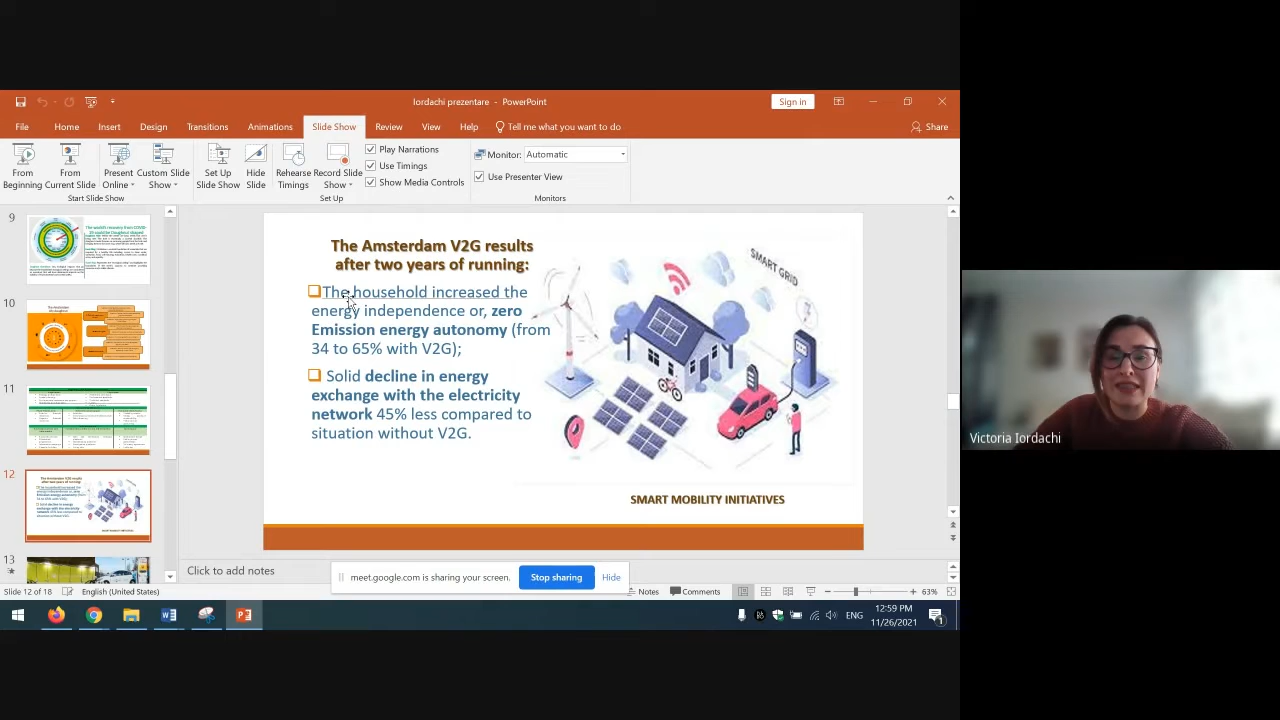 Iordachi prezentare - PowerPoint
Sign in
File Home Insert Design Transitions Animations Slide Show Review View Help Tell me what you want to do
Share
From Beginning
From Current Slide
Present Online
Custom Slide Show
Set Up Slide Show
Hide Slide
Rehearse Timings
Record Slide Show
Play Narrations
Use Timings
Show Media Controls
Monitor: Automatic
Use Presenter View
Start Slide Show
Set Up
Monitors
9
10
11
12
13
The Amsterdam V2G results
after two years of running:
The household increased the
energy independence or, zero
Emission energy autonomy (from
34 to 65% with V2G);
Solid decline in energy
exchange with the electricity
network 45% less compared to
situation without V2G.
SMART GRID
SMART MOBILITY INITIATIVES
Click to add notes
meet.google.com is sharing your screen.
Stop sharing
Hide
Slide 12 of 18
English (United States)
Notes
Comments
63%
ENG
12:59 PM
11/26/2021
1
Victoria Iordachi